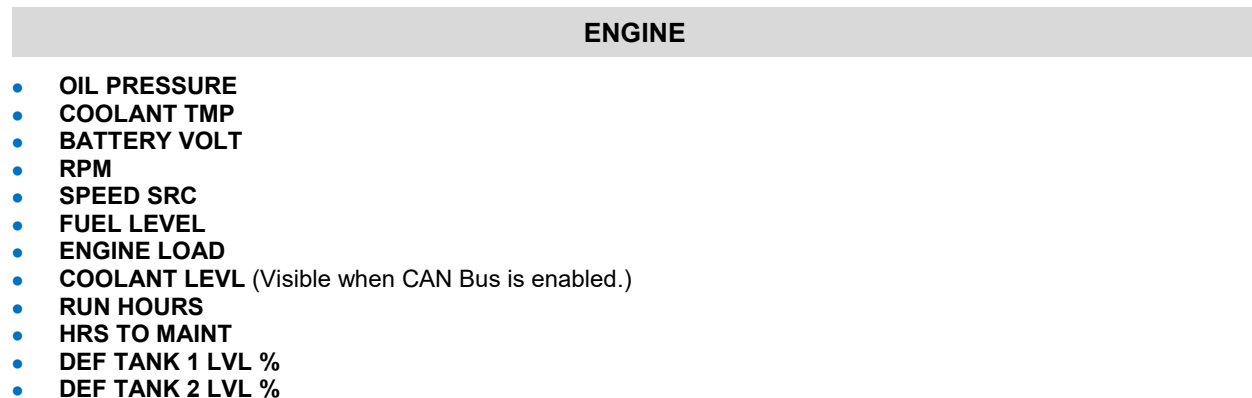 ENGINE
● OIL PRESSURE
● COOLANT TMP
● BATTERY VOLT
● RPM
● SPEED SRC
● FUEL LEVEL
● ENGINE LOAD
● COOLANT LEVL (Visible when CAN Bus is enabled.)
● RUN HOURS
● HRS TO MAINT
● DEF TANK 1 LVL %
● DEF TANK 2 LVL %